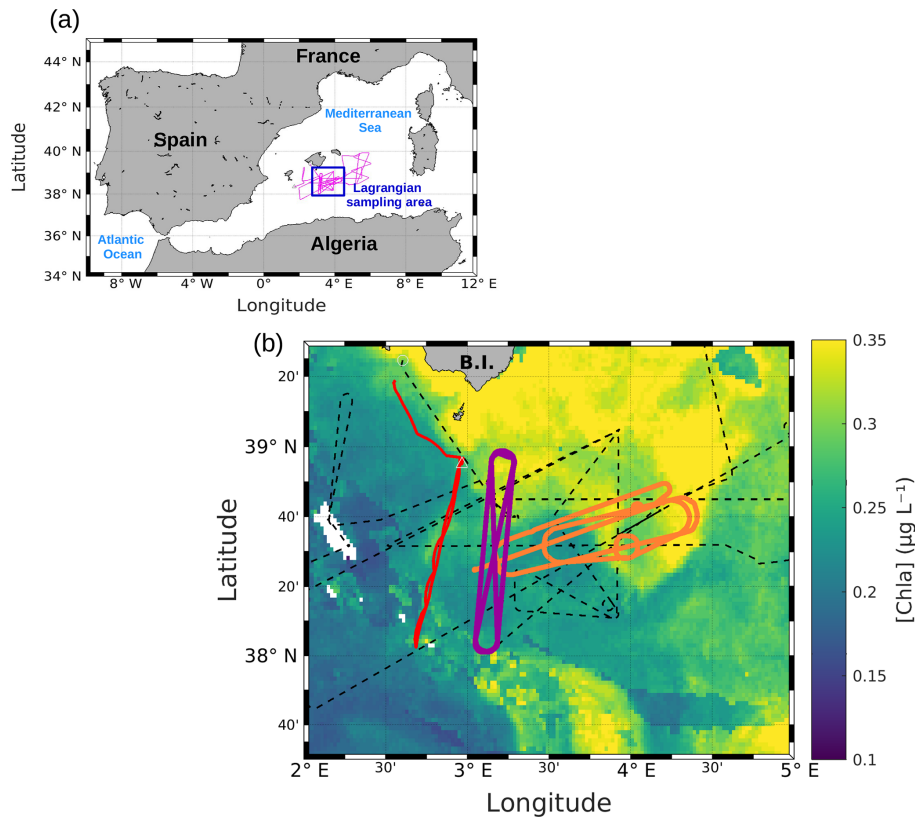 (a)
44° N
42° N
40° N
38° N
36° N
34° N
Latitude
France
Mediterranean
Sea
Spain
Lagrangian
sampling area
Atlantic
Ocean
Algeria
8° W
4° W
0°
4° E
8° E
12° E
Longitude
(b)
B.I.
20'
39° N
40'
20'
38° N
40'
Latitude
2° E
30'
3° E
30'
4° E
30'
5° E
Longitude
0.35
0.3
0.25
0.2
0.15
0.1
[Chla] (µg L⁻¹)